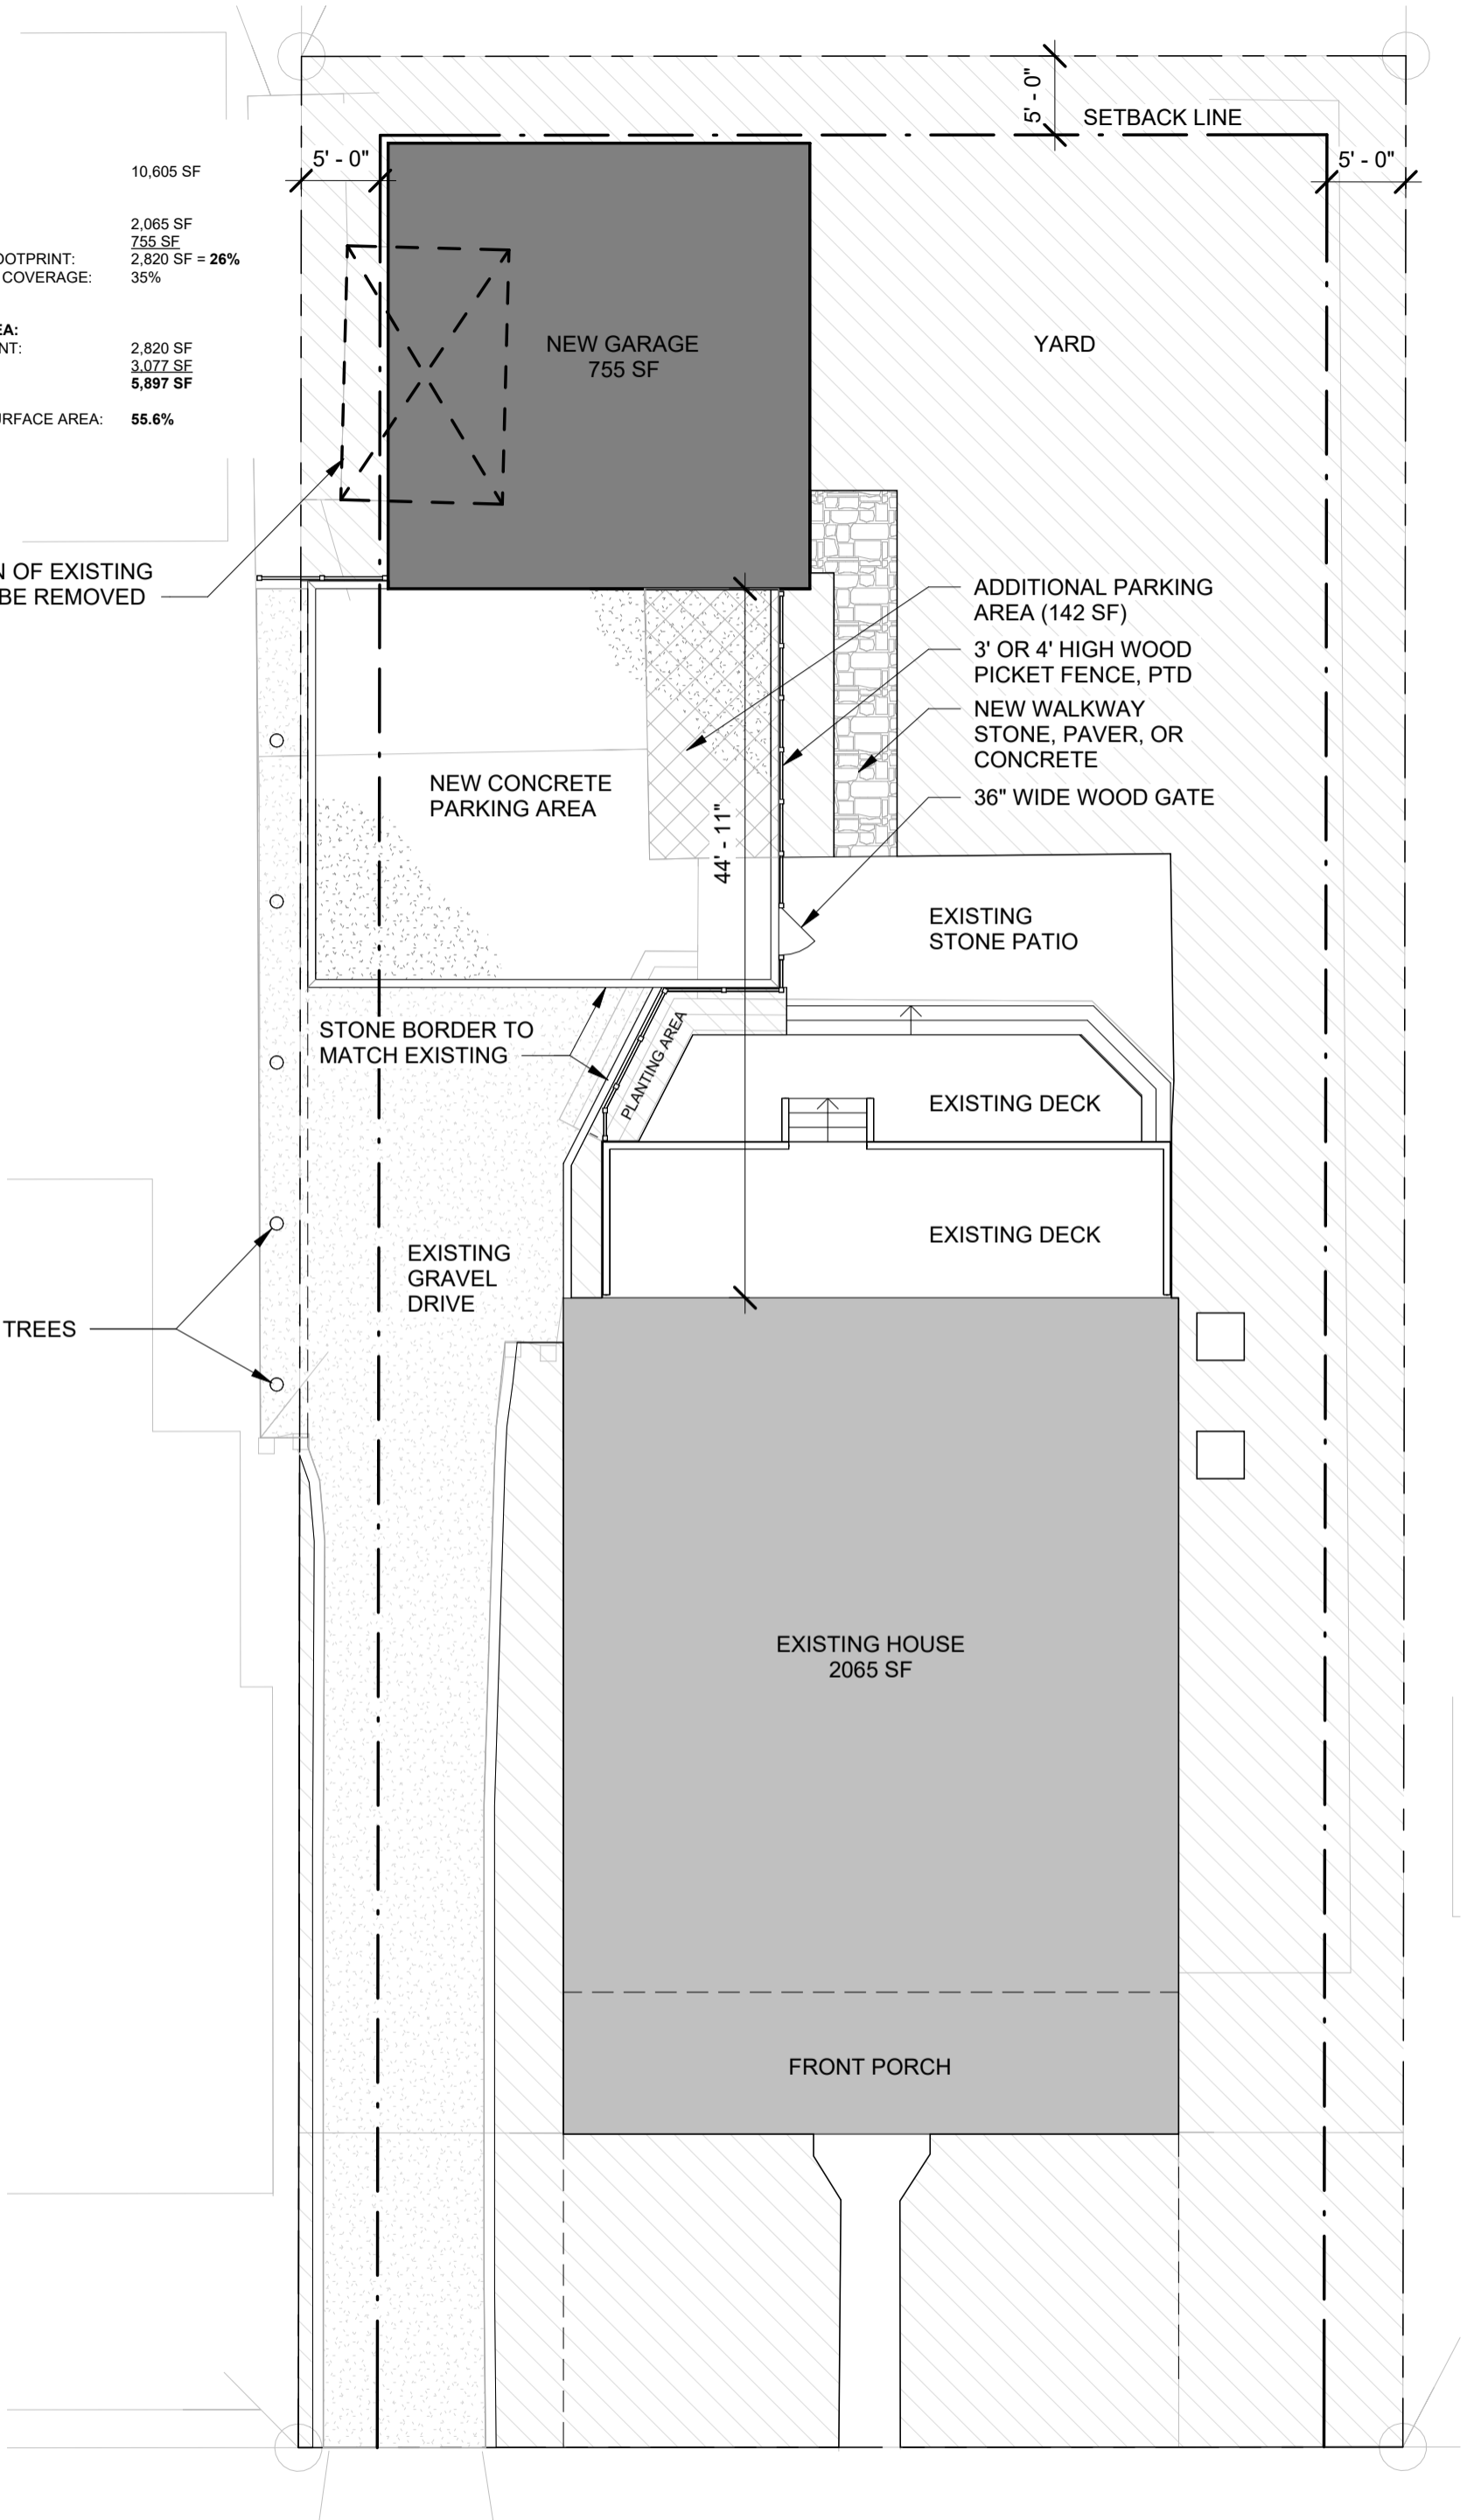 5' - 0"
SETBACK LINE
5' - 0"
5' - 0"
10,605 SF
2,065 SF
755 SF
OOTPRINT: 2,820 SF = 26%
COVERAGE: 35%
EA:
NT: 2,820 SF
3,077 SF
5,897 SF
URFACE AREA: 55.6%
NEW GARAGE
755 SF
YARD
N OF EXISTING
BE REMOVED
ADDITIONAL PARKING
AREA (142 SF)
3' OR 4' HIGH WOOD
PICKET FENCE, PTD
NEW WALKWAY
STONE, PAVER, OR
CONCRETE
36" WIDE WOOD GATE
NEW CONCRETE
PARKING AREA
44' - 11"
EXISTING
STONE PATIO
STONE BORDER TO
MATCH EXISTING
PLANTING AREA
EXISTING DECK
EXISTING DECK
EXISTING
GRAVEL
DRIVE
TREES
EXISTING HOUSE
2065 SF
FRONT PORCH